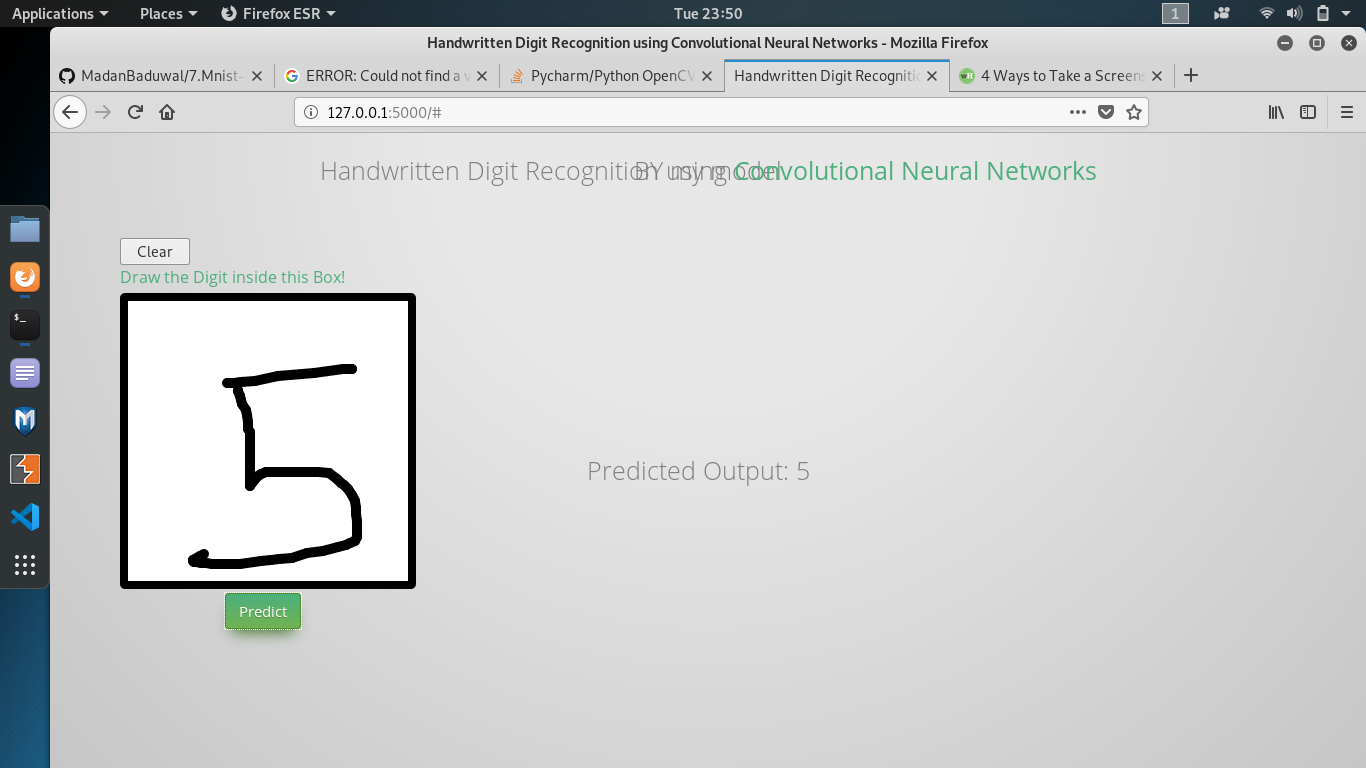 Applications Places Firefox ESR Tue 23:50 1
Handwritten Digit Recognition using Convolutional Neural Networks - Mozilla Firefox
MadanBaduwal/7.Mnist- ERROR: Could not find a v Pycharm/Python OpenCV Handwritten Digit Recognitio 4 Ways to Take a Screens
127.0.0.1:5000/#
Handwritten Digit Recognition using Convolutional Neural Networks
BY my model
Clear
Draw the Digit inside this Box!
5
Predicted Output: 5
Predict